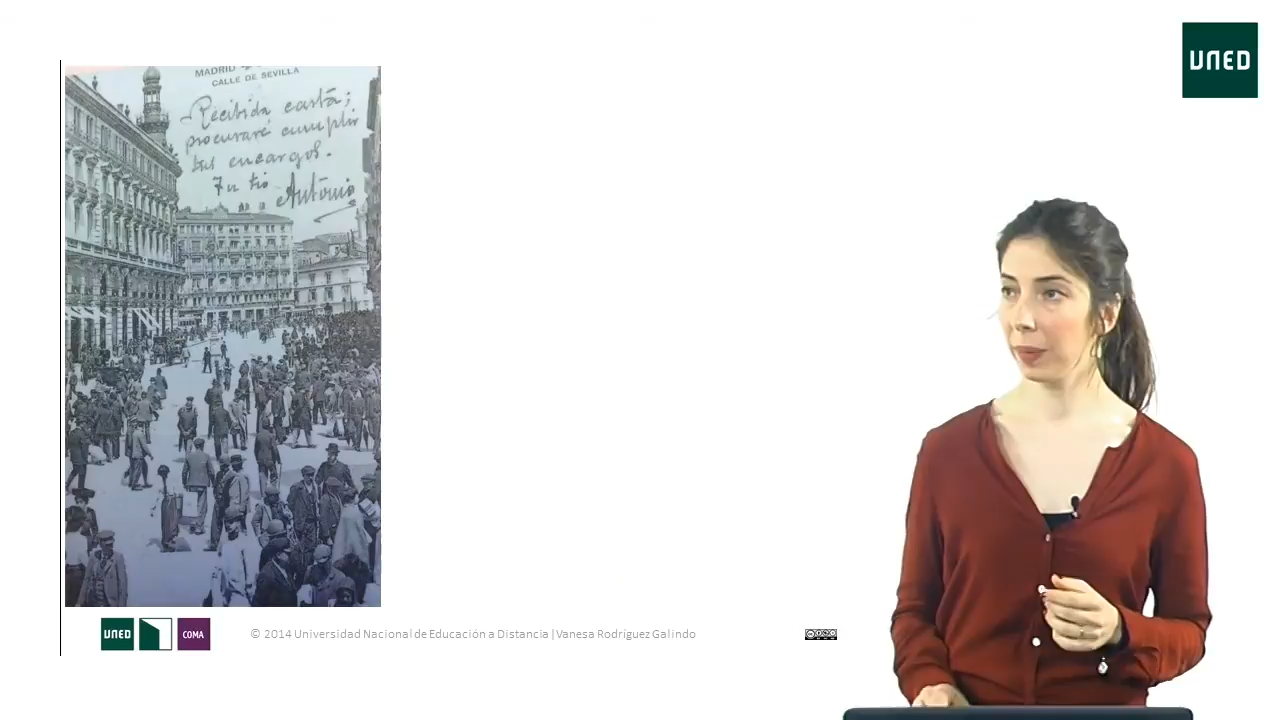 UNED
MADRID
CALLE DE SEVILLA
Recibida carta;
procuraré cumplir
tus encargos.
Tu tío Antonio
UNED COMA © 2014 Universidad Nacional de Educación a Distancia | Vanesa Rodríguez Galindo